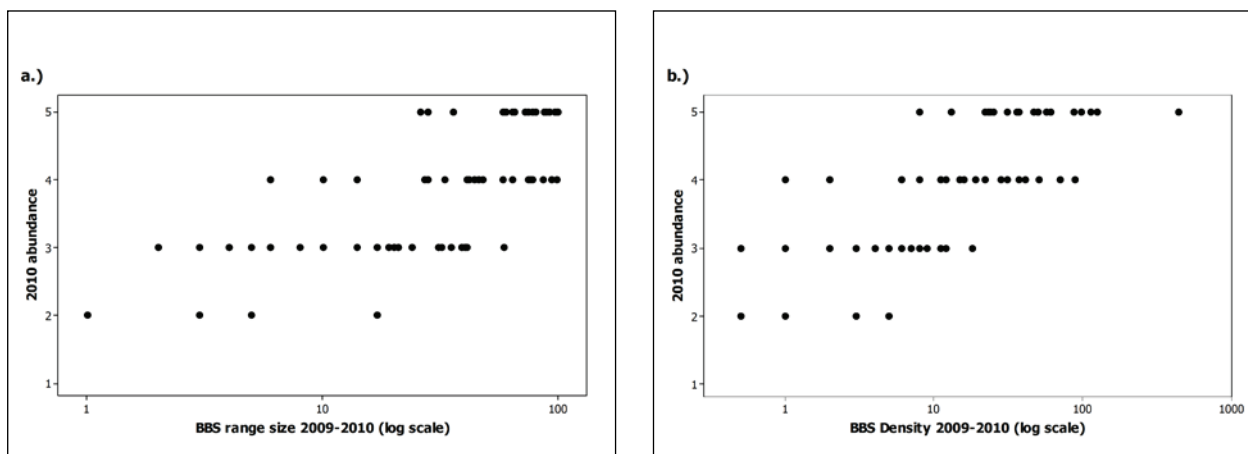 a.)
2010 abundance
5
4
3
2
1
1 10 100
BBS range size 2009-2010 (log scale)
b.)
2010 abundance
5
4
3
2
1
1 10 100 1000
BBS Density 2009-2010 (log scale)